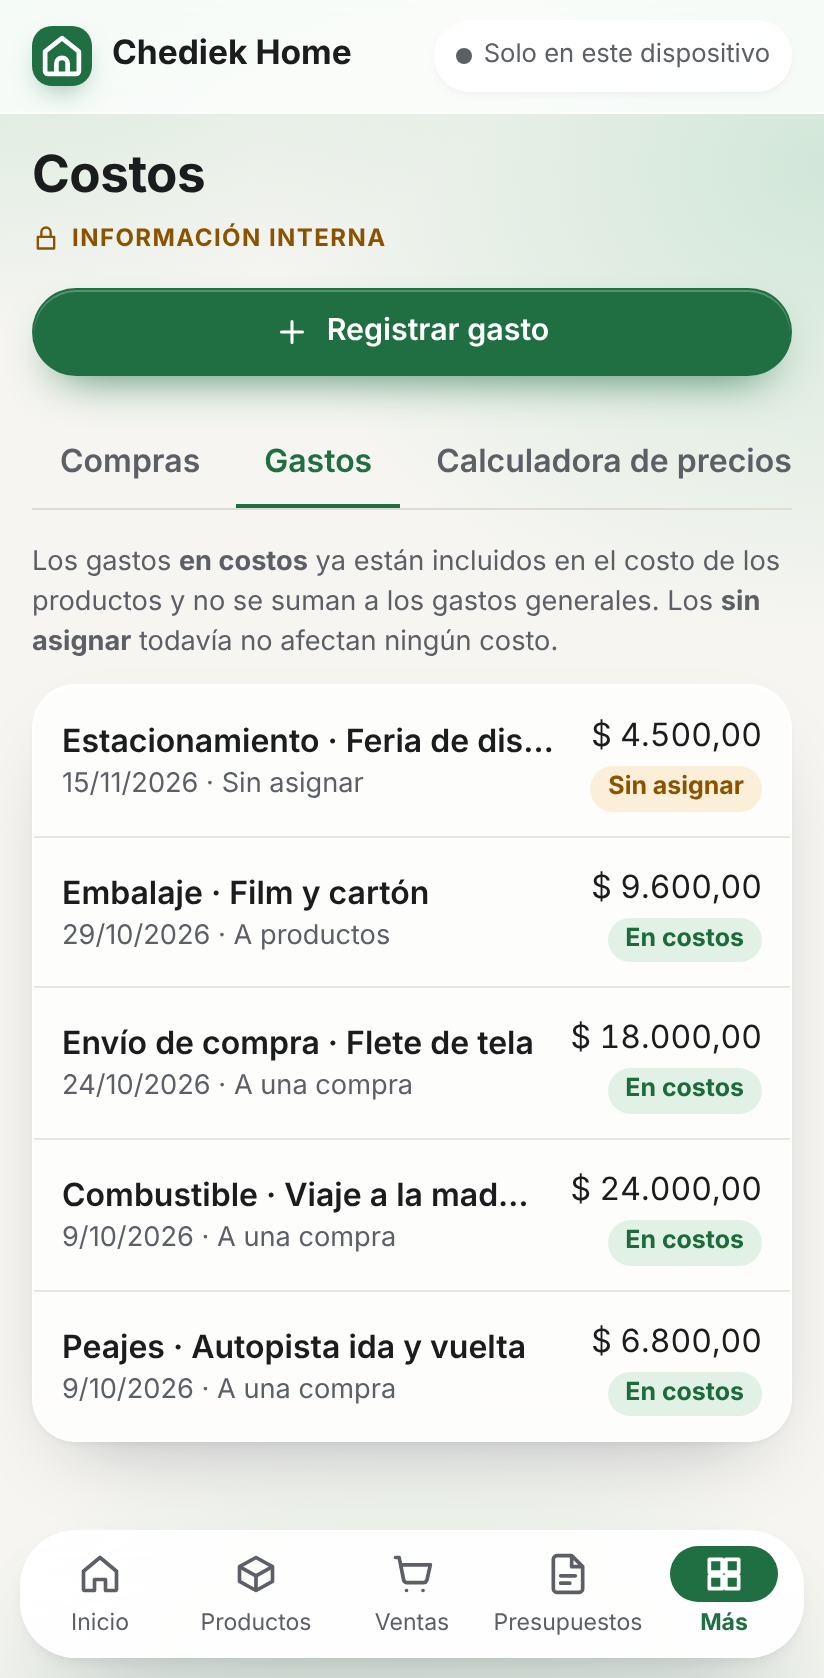 Chediek Home
Solo en este dispositivo
Costos
INFORMACIÓN INTERNA
Registrar gasto
Compras
Gastos
Calculadora de precios
Los gastos en costos ya están incluidos en el costo de los
productos y no se suman a los gastos generales. Los sin
asignar todavía no afectan ningún costo.
Estacionamiento · Feria de dis...
$ 4.500,00
15/11/2026 · Sin asignar
Sin asignar
Embalaje · Film y cartón
$ 9.600,00
29/10/2026 · A productos
En costos
Envío de compra · Flete de tela
$ 18.000,00
24/10/2026 · A una compra
En costos
Combustible · Viaje a la mad...
$ 24.000,00
9/10/2026 · A una compra
En costos
Peajes · Autopista ida y vuelta
$ 6.800,00
9/10/2026 · A una compra
En costos
Inicio
Productos
Ventas
Presupuestos
Más